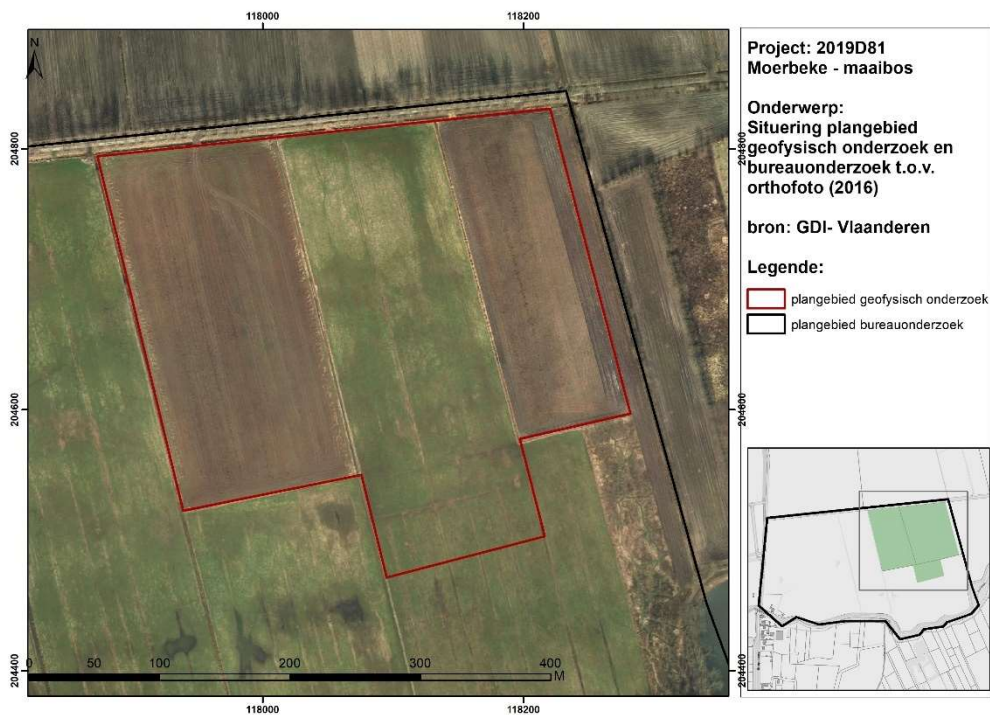 118000
118200
N
204800
204800
204600
204600
204400
204400
0
50
100
200
300
400
M
118000
118200
Project: 2019D81
Moerbeke - maaibos
Onderwerp:
Situering plangebied
geofysisch onderzoek en
bureauonderzoek t.o.v.
orthofoto (2016)
bron: GDI- Vlaanderen
Legende:
plangebied geofysisch onderzoek
plangebied bureauonderzoek